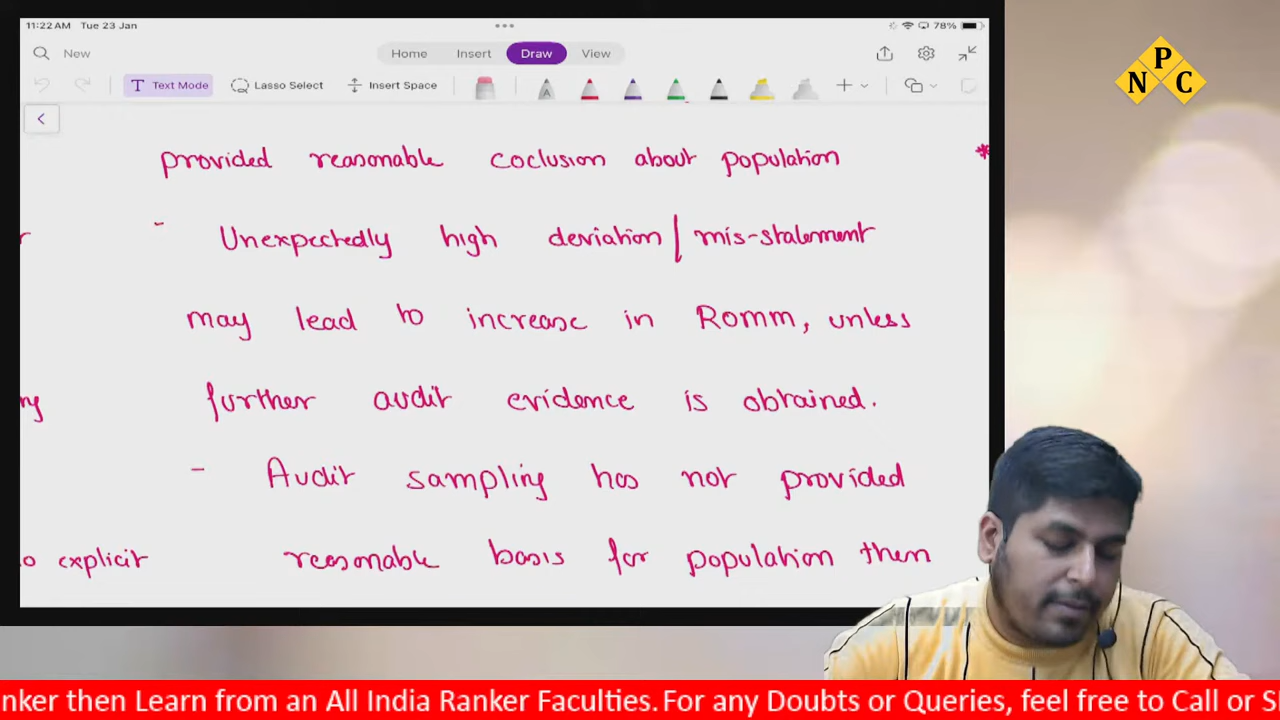 11:22 AM Tue 23 Jan
78%
New
Home Insert Draw View
Text Mode Lasso Select Insert Space
N P C
provided reasonable coclusion about population *
- Unexpectedly high deviation / mis-statement
may lead to increase in Romm, unless
further audit evidence is obtained.
- Audit sampling has not provided
explicit reasonable basis for population then
nker then Learn from an All India Ranker Faculties. For any Doubts or Queries, feel free to Call or S